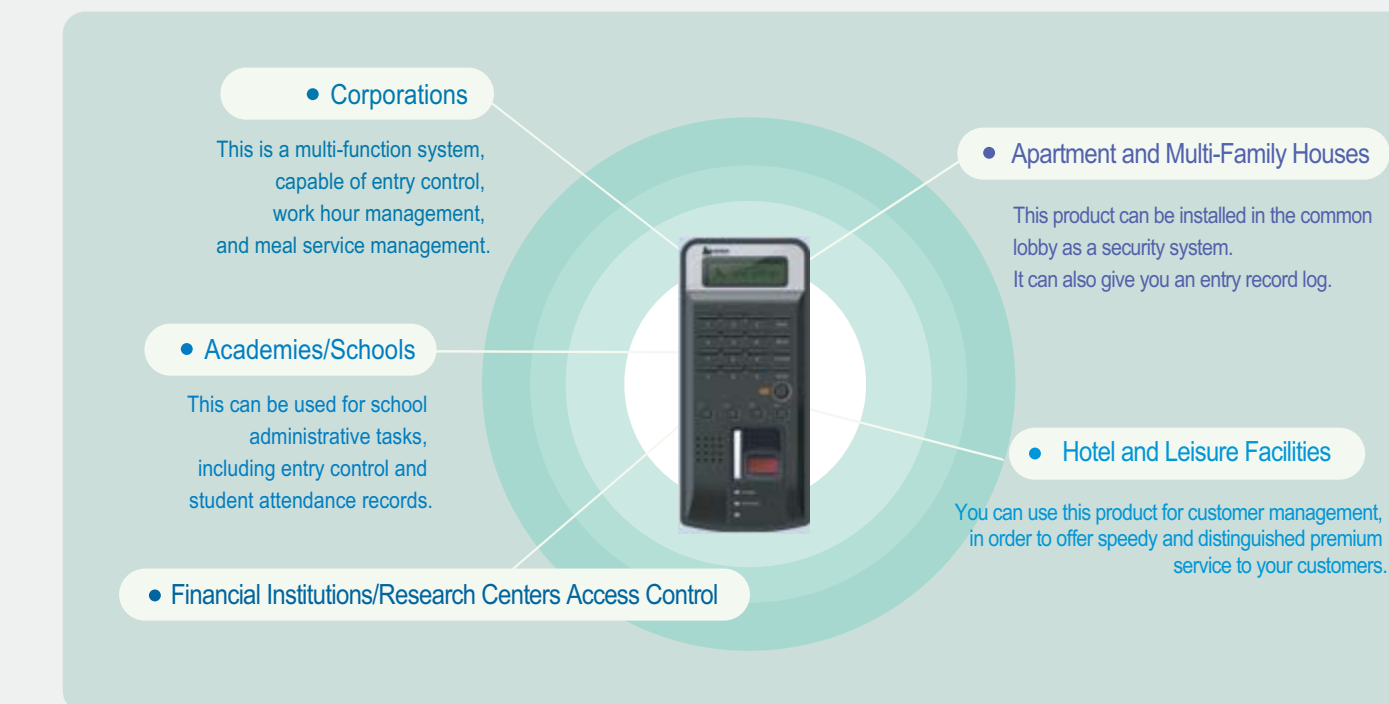 Corporations
This is a multi-function system,
capable of entry control,
work hour management,
and meal service management.
Academies/Schools
This can be used for school
administrative tasks,
including entry control and
student attendance records.
Financial Institutions/Research Centers Access Control
Apartment and Multi-Family Houses
This product can be installed in the common
lobby as a security system.
It can also give you an entry record log.
Hotel and Leisure Facilities
You can use this product for customer management,
in order to offer speedy and distinguished premium
service to your customers.